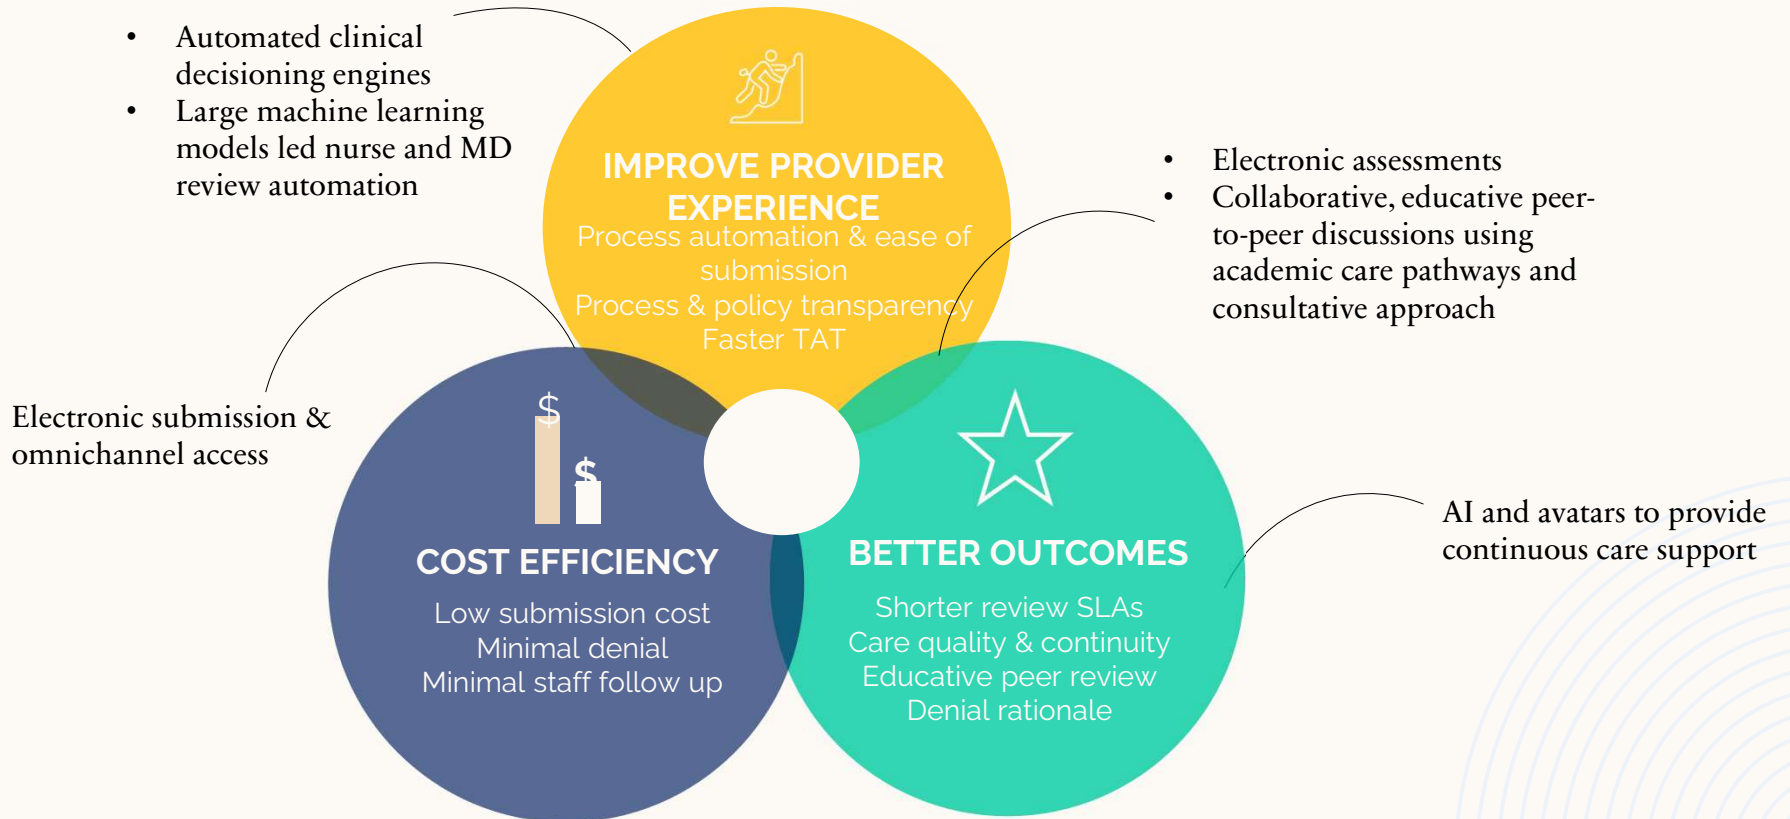 • Automated clinical
decisioning engines
• Large machine learning
models led nurse and MD
review automation
IMPROVE PROVIDER
EXPERIENCE
Process automation & ease of
submission
Process & policy transparency
Faster TAT
• Electronic assessments
• Collaborative, educative peer-
to-peer discussions using
academic care pathways and
consultative approach
Electronic submission &
omnichannel access
$
$
COST EFFICIENCY
Low submission cost
Minimal denial
Minimal staff follow up
BETTER OUTCOMES
Shorter review SLAs
Care quality & continuity
Educative peer review
Denial rationale
AI and avatars to provide
continuous care support